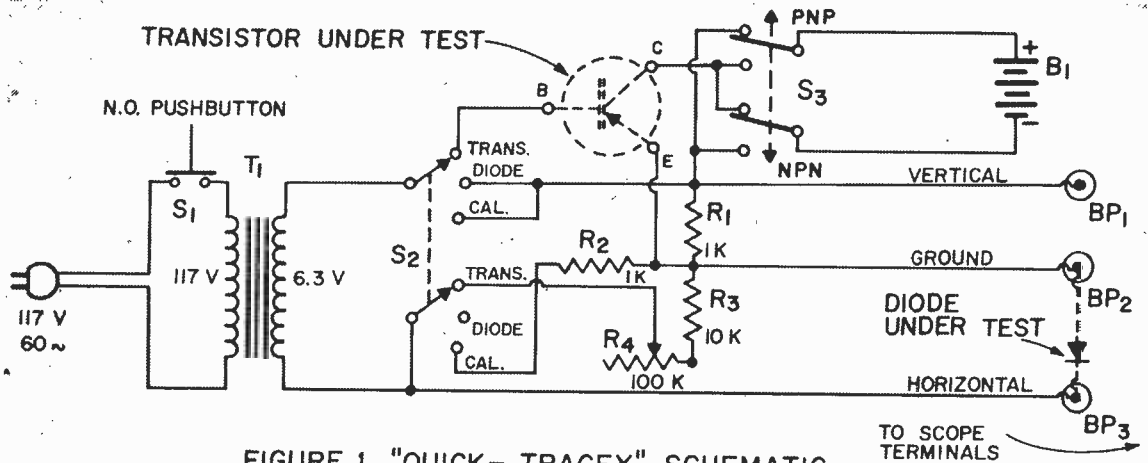 TRANSISTOR UNDER TEST
PNP
C
+
B1
S3
B
N.O. PUSHBUTTON
TRANS.
T1
E
DIODE
NPN
VERTICAL
S1
CAL.
R1
BP1
S2
R2
1K
GROUND
117 V
6.3 V
TRANS.
1K
R3
BP2
DIODE
UNDER TEST
117 V
60~
DIODE
R4
10 K
CAL.
100 K
HORIZONTAL
BP3
TO SCOPE
TERMINALS
FIGURE 1. "QUICK-TRACEY" SCHEMATIC